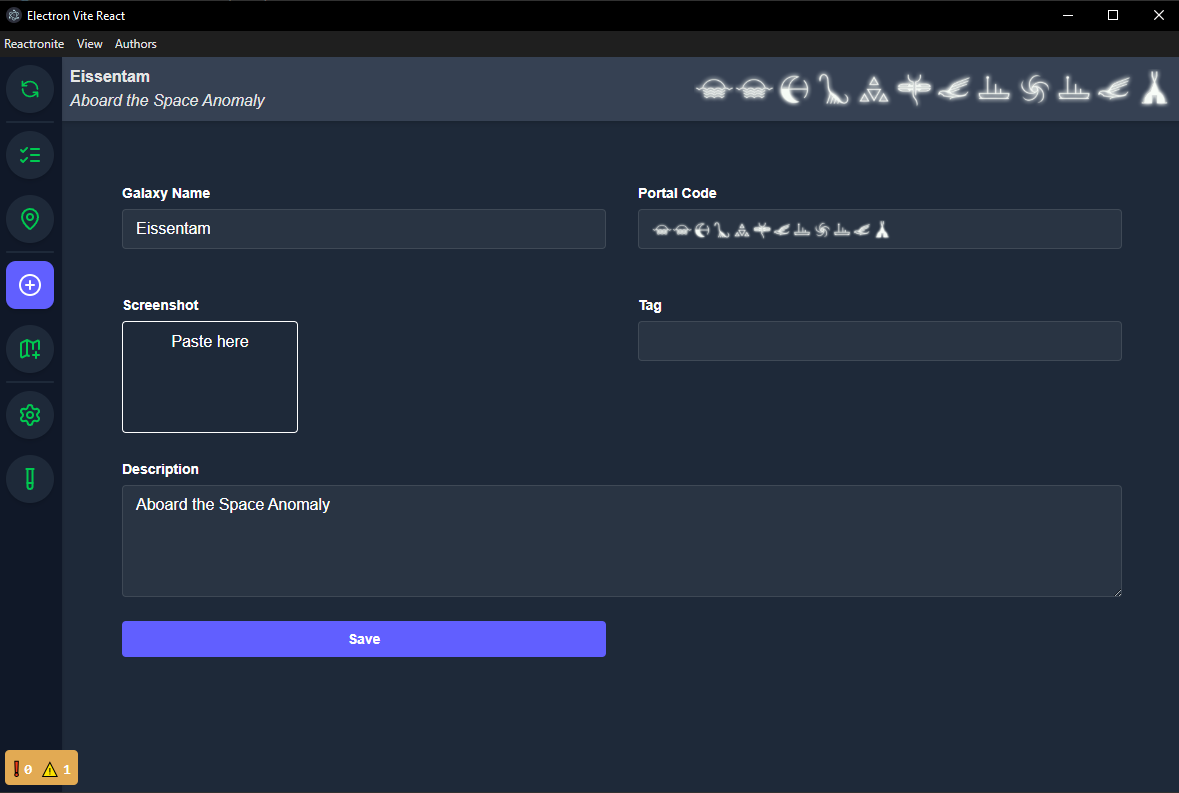 Electron Vite React
Reactronite View Authors
Eissentam
Aboard the Space Anomaly
Galaxy Name
Portal Code
Eissentam
Screenshot
Tag
Paste here
Description
Aboard the Space Anomaly
Save
0 1